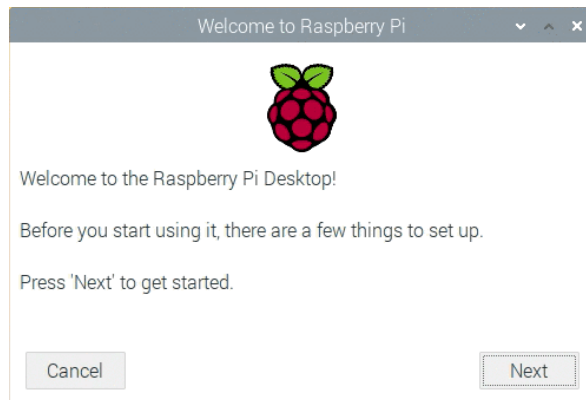 Welcome to Raspberry Pi
Welcome to the Raspberry Pi Desktop!
Before you start using it, there are a few things to set up.
Press 'Next' to get started.
Cancel
Next